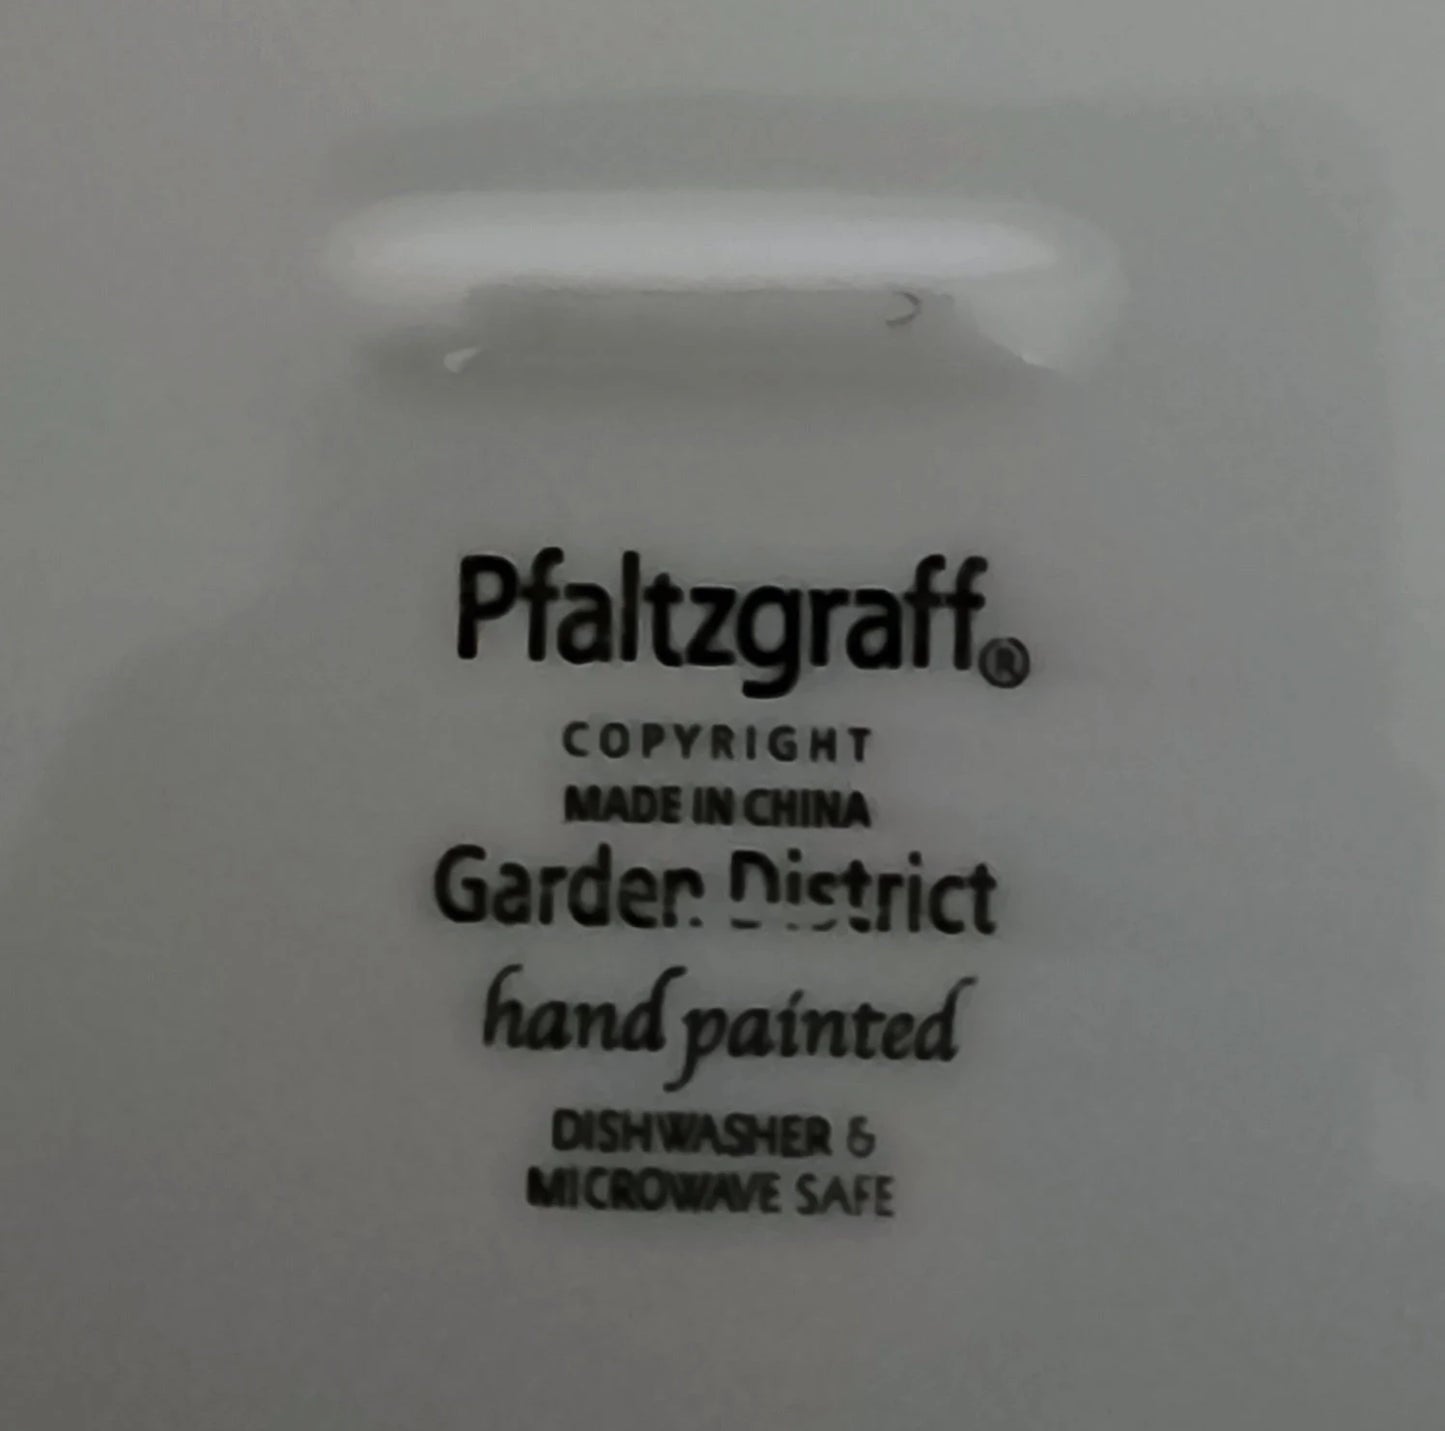 Pfaltzgraff®
COPYRIGHT
MADE IN CHINA
Garden District
hand painted
DISHWASHER &
MICROWAVE SAFE